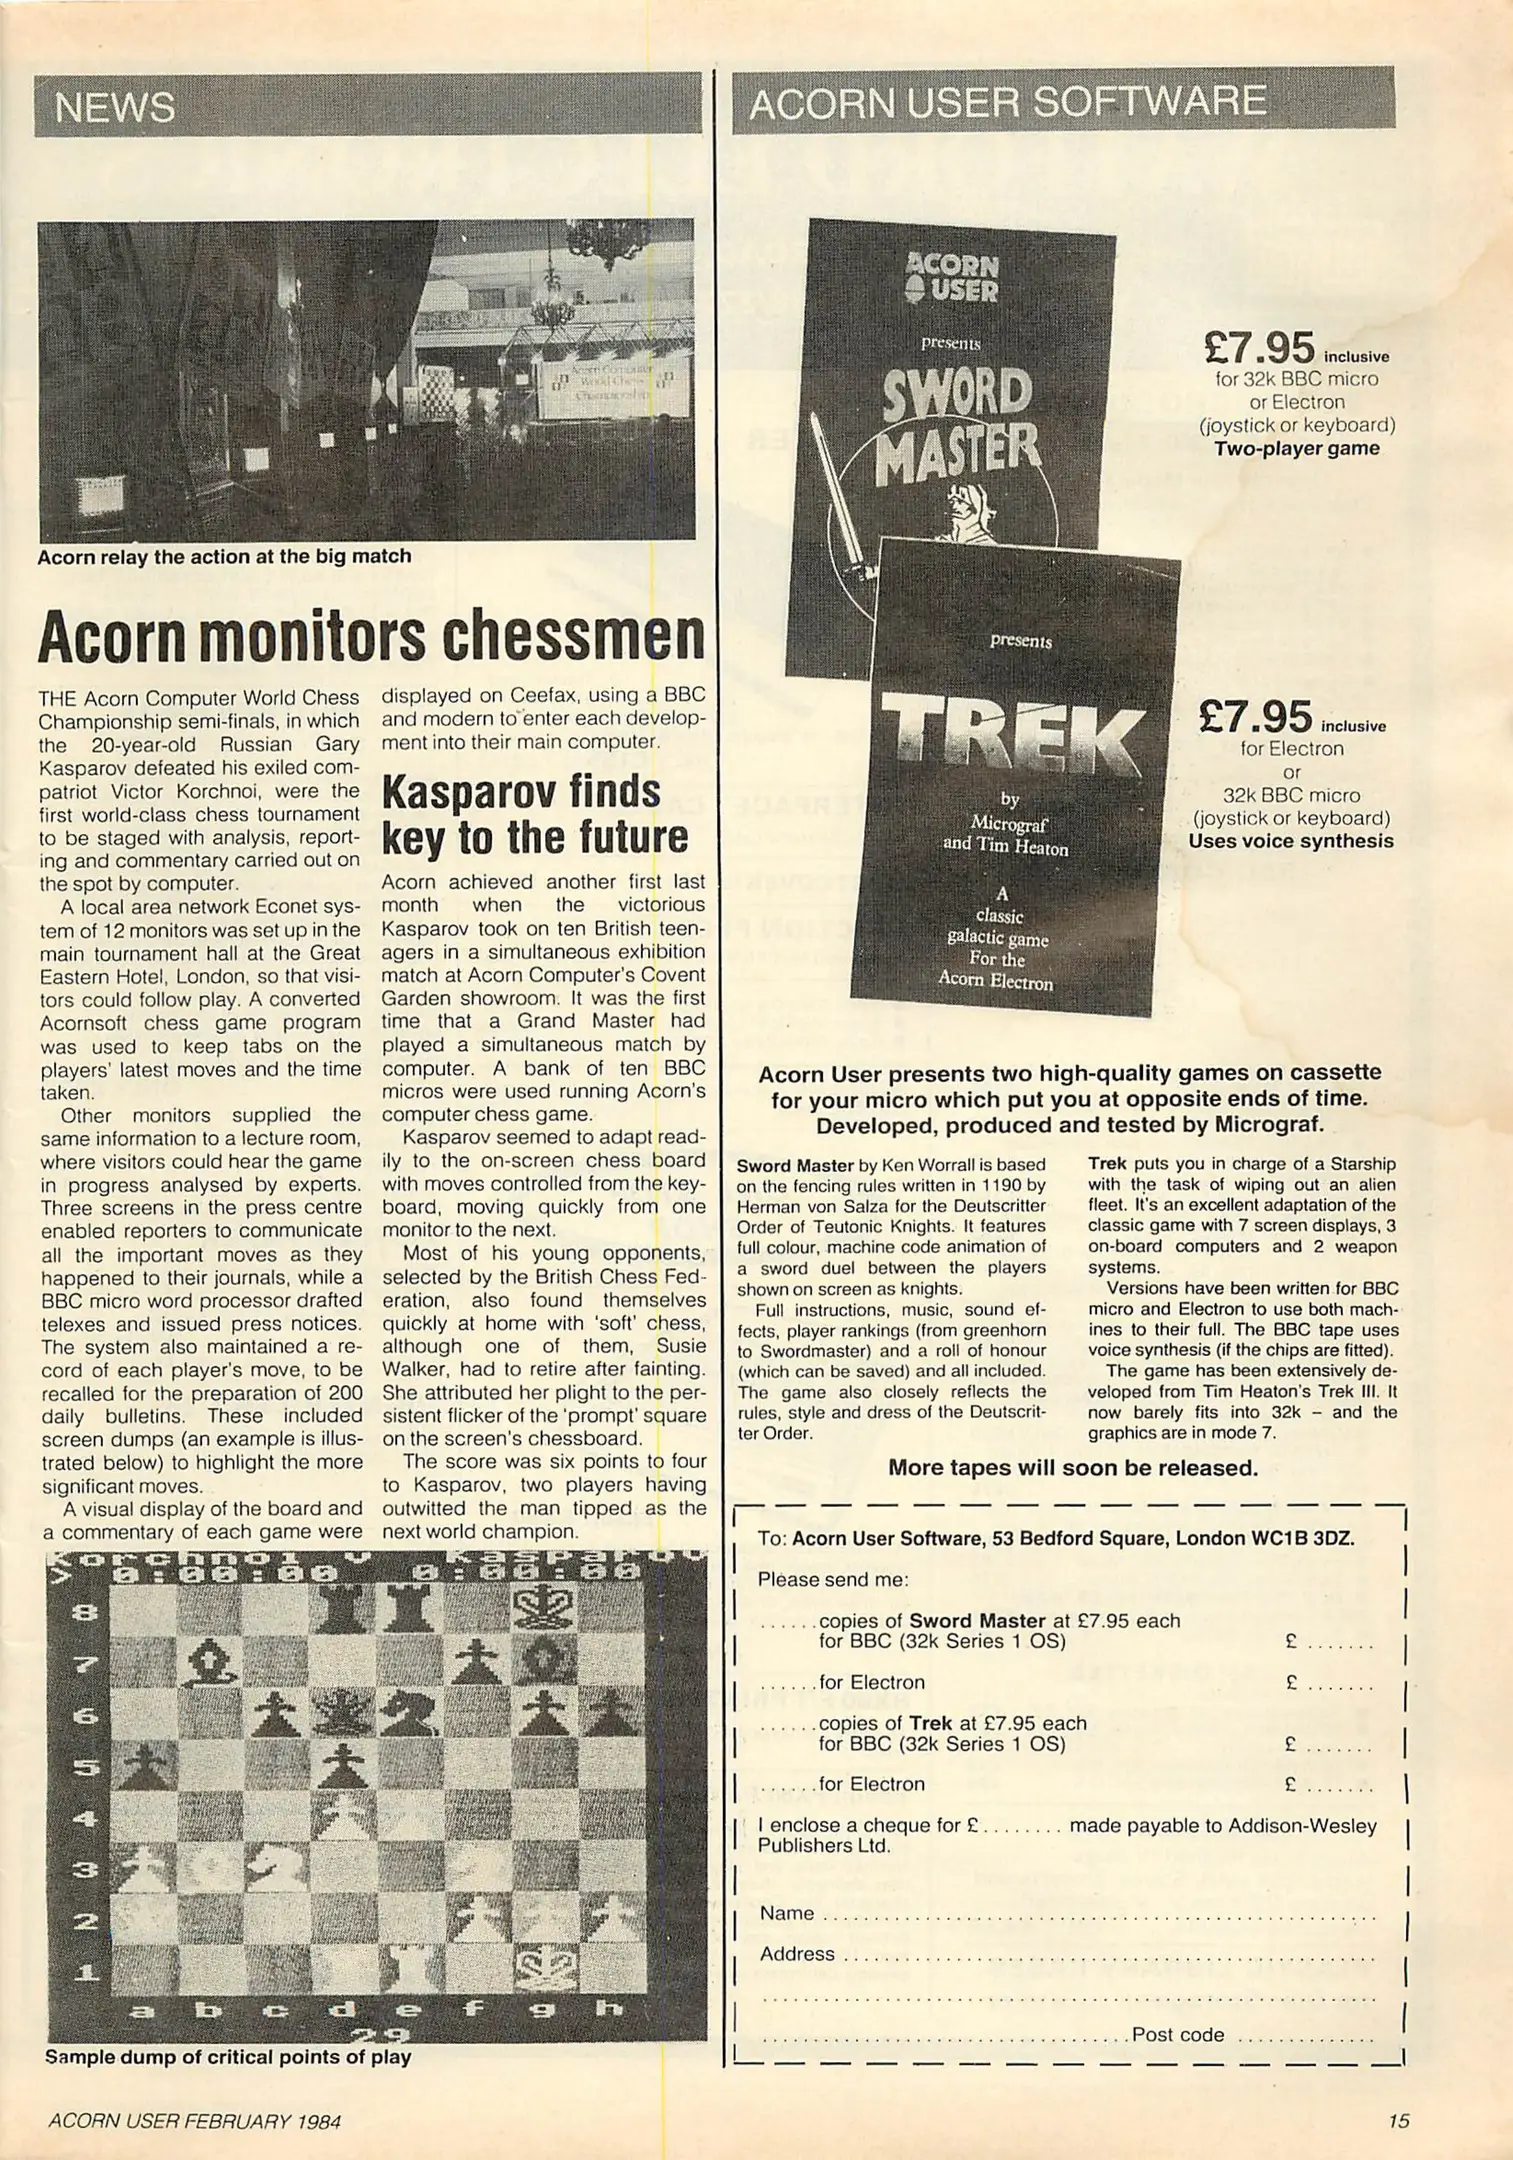 NEWS
Acorn relay the action at the big match
Acorn monitors chessmen
THE Acorn Computer World Chess
Championship semi-finals, in which
the 20-year-old Russian Gary
Kasparov defeated his exiled com-
patriot Victor Korchnoi, were the
first world-class chess tournament
to be staged with analysis, report-
ing and commentary carried out on
the spot by computer.
A local area network Econet sys-
tem of 12 monitors was set up in the
main tournament hall at the Great
Eastern Hotel, London, so that visi-
tors could follow play. A converted
Acornsoft chess game program
was used to keep tabs on the
players' latest moves and the time
taken.
Other monitors supplied the
same information to a lecture room,
where visitors could hear the game
in progress analysed by experts.
Three screens in the press centre
enabled reporters to communicate
all the important moves as they
happened to their journals, while a
BBC micro word processor drafted
telexes and issued press notices.
The system also maintained a re-
cord of each player's move, to be
recalled for the preparation of 200
daily bulletins. These included
screen dumps (an example is illus-
trated below) to highlight the more
significant moves.
A visual display of the board and
a commentary of each game were
displayed on Ceefax, using a BBC
and modern to enter each develop-
ment into their main computer.
Kasparov finds
key to the future
Acorn achieved another first last
month when the victorious
Kasparov took on ten British teen-
agers in a simultaneous exhibition
match at Acorn Computer's Covent
Garden showroom. It was the first
time that a Grand Master had
played a simultaneous match by
computer. A bank of ten BBC
micros were used running Acorn's
computer chess game.
Kasparov seemed to adapt read-
ily to the on-screen chess board
with moves controlled from the key-
board, moving quickly from one
monitor to the next.
Most of his young opponents,
selected by the British Chess Fed-
eration, also found themselves
quickly at home with 'soft' chess,
although one of them, Susie
Walker, had to retire after fainting.
She attributed her plight to the per-
sistent flicker of the 'prompt' square
on the screen's chessboard.
The score was six points to four
to Kasparov, two players having
outwitted the man tipped as the
next world champion.
Korchnoi v Kasparov
> 0:00:00 0:00:00
8
7
6
5
4
3
2
1
a b c d e f g h
29
Sample dump of critical points of play
ACORN USER SOFTWARE
ACORN
USER
presents
SWORD
MASTER
£7.95 inclusive
for 32k BBC micro
or Electron
(joystick or keyboard)
Two-player game
presents
TREK
by
Micrograf
and Tim Heaton
A
classic
galactic game
For the
Acorn Electron
£7.95 inclusive
for Electron
or
32k BBC micro
(joystick or keyboard)
Uses voice synthesis
Acorn User presents two high-quality games on cassette
for your micro which put you at opposite ends of time.
Developed, produced and tested by Micrograf.
Sword Master by Ken Worrall is based
on the fencing rules written in 1190 by
Herman von Salza for the Deutscritter
Order of Teutonic Knights. It features
full colour, machine code animation of
a sword duel between the players
shown on screen as knights.
Full instructions, music, sound ef-
fects, player rankings (from greenhorn
to Swordmaster) and a roll of honour
(which can be saved) and all included.
The game also closely reflects the
rules, style and dress of the Deutscrit-
ter Order.
Trek puts you in charge of a Starship
with the task of wiping out an alien
fleet. It's an excellent adaptation of the
classic game with 7 screen displays, 3
on-board computers and 2 weapon
systems.
Versions have been written for BBC
micro and Electron to use both mach-
ines to their full. The BBC tape uses
voice synthesis (if the chips are fitted).
The game has been extensively de-
veloped from Tim Heaton's Trek III. It
now barely fits into 32k – and the
graphics are in mode 7.
More tapes will soon be released.
To: Acorn User Software, 53 Bedford Square, London WC1B 3DZ.
Please send me:
...... copies of Sword Master at £7.95 each
for BBC (32k Series 1 OS) £ .......
...... for Electron £ .......
...... copies of Trek at £7.95 each
for BBC (32k Series 1 OS) £ .......
...... for Electron £ .......
I enclose a cheque for £ ........ made payable to Addison-Wesley
Publishers Ltd.
Name ......................................................
Address ....................................................
............................................................
.................................... Post code ..............
ACORN USER FEBRUARY 1984
15